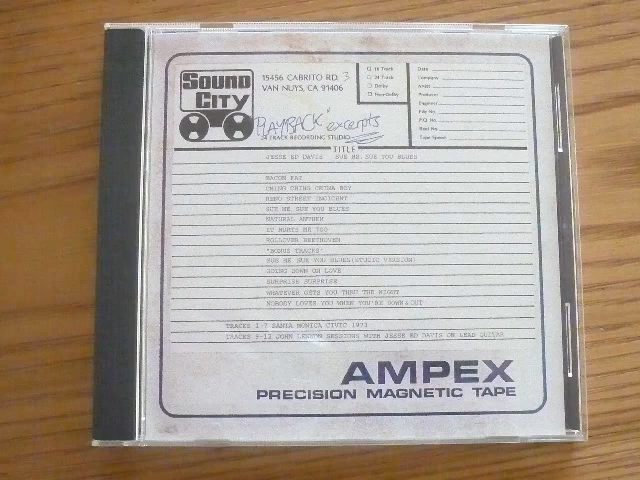 Sound City
15456 CABRITO RD. 3
VAN NUYS, CA 91406
16 Track
24 Track
Dolby
Non-Dolby
Date
Company
Artist
Producer
Engineer
File No.
P.O. No.
Reel No.
Tape Speed
"PLAYBACK" excerpts
24 TRACK RECORDING STUDIO
TITLE
JESSE ED DAVIS SUE ME, SUE YOU BLUES
BACON FAT
CHING CHING CHINA BOY
RENO STREET INCIDENT
SUE ME SUE YOU BLUES
NATURAL ANTHEM
IT HURTS ME TOO
ROLLOVER BEETHOVEN
"BONUS TRACKS"
SUE ME SUE YOU BLUES(STUDIO VERSION)
GOING DOWN ON LOVE
SURPRISE SURPRISE
WHATEVER GETS YOU THRU THE NIGHT
NOBODY LOVES YOU WHEN YOU'RE DOWN & OUT
TRACKS 1-7 SANTA MONICA CIVIC 1973
TRACKS 9-12 JOHN LENNON SESSIONS WITH JESSE ED DAVIS ON LEAD GUITAR
AMPEX
PRECISION MAGNETIC TAPE